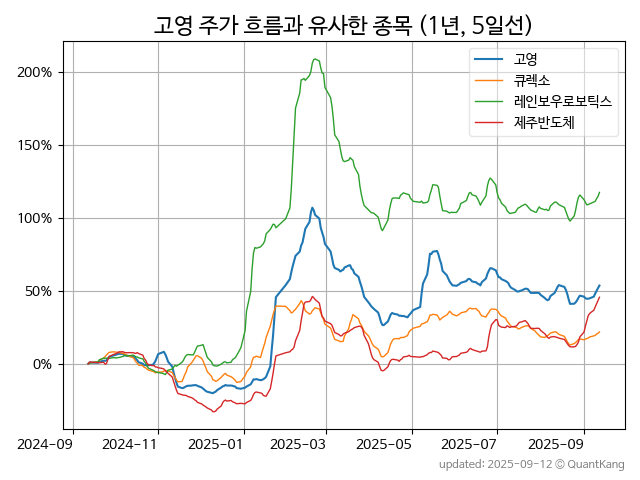 고영 주가 흐름과 유사한 종목 (1년, 5일선)
고영
큐렉소
레인보우로보틱스
제주반도체
200%
150%
100%
50%
0%
2024-09 2024-11 2025-01 2025-03 2025-05 2025-07 2025-09
updated: 2025-09-12 © QuantKang